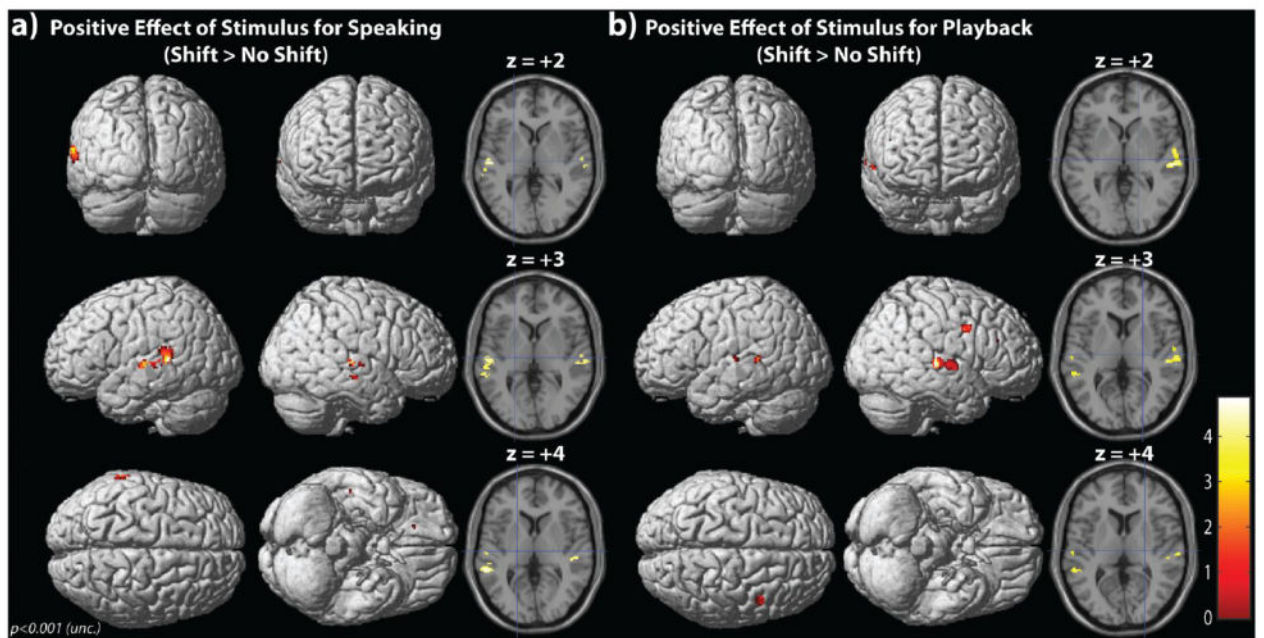 a) Positive Effect of Stimulus for Speaking
(Shift > No Shift)
z = +2
z = +3
z = +4
p<0.001 (unc.)
b) Positive Effect of Stimulus for Playback
(Shift > No Shift)
z = +2
z = +3
z = +4
4
3
2
1
0